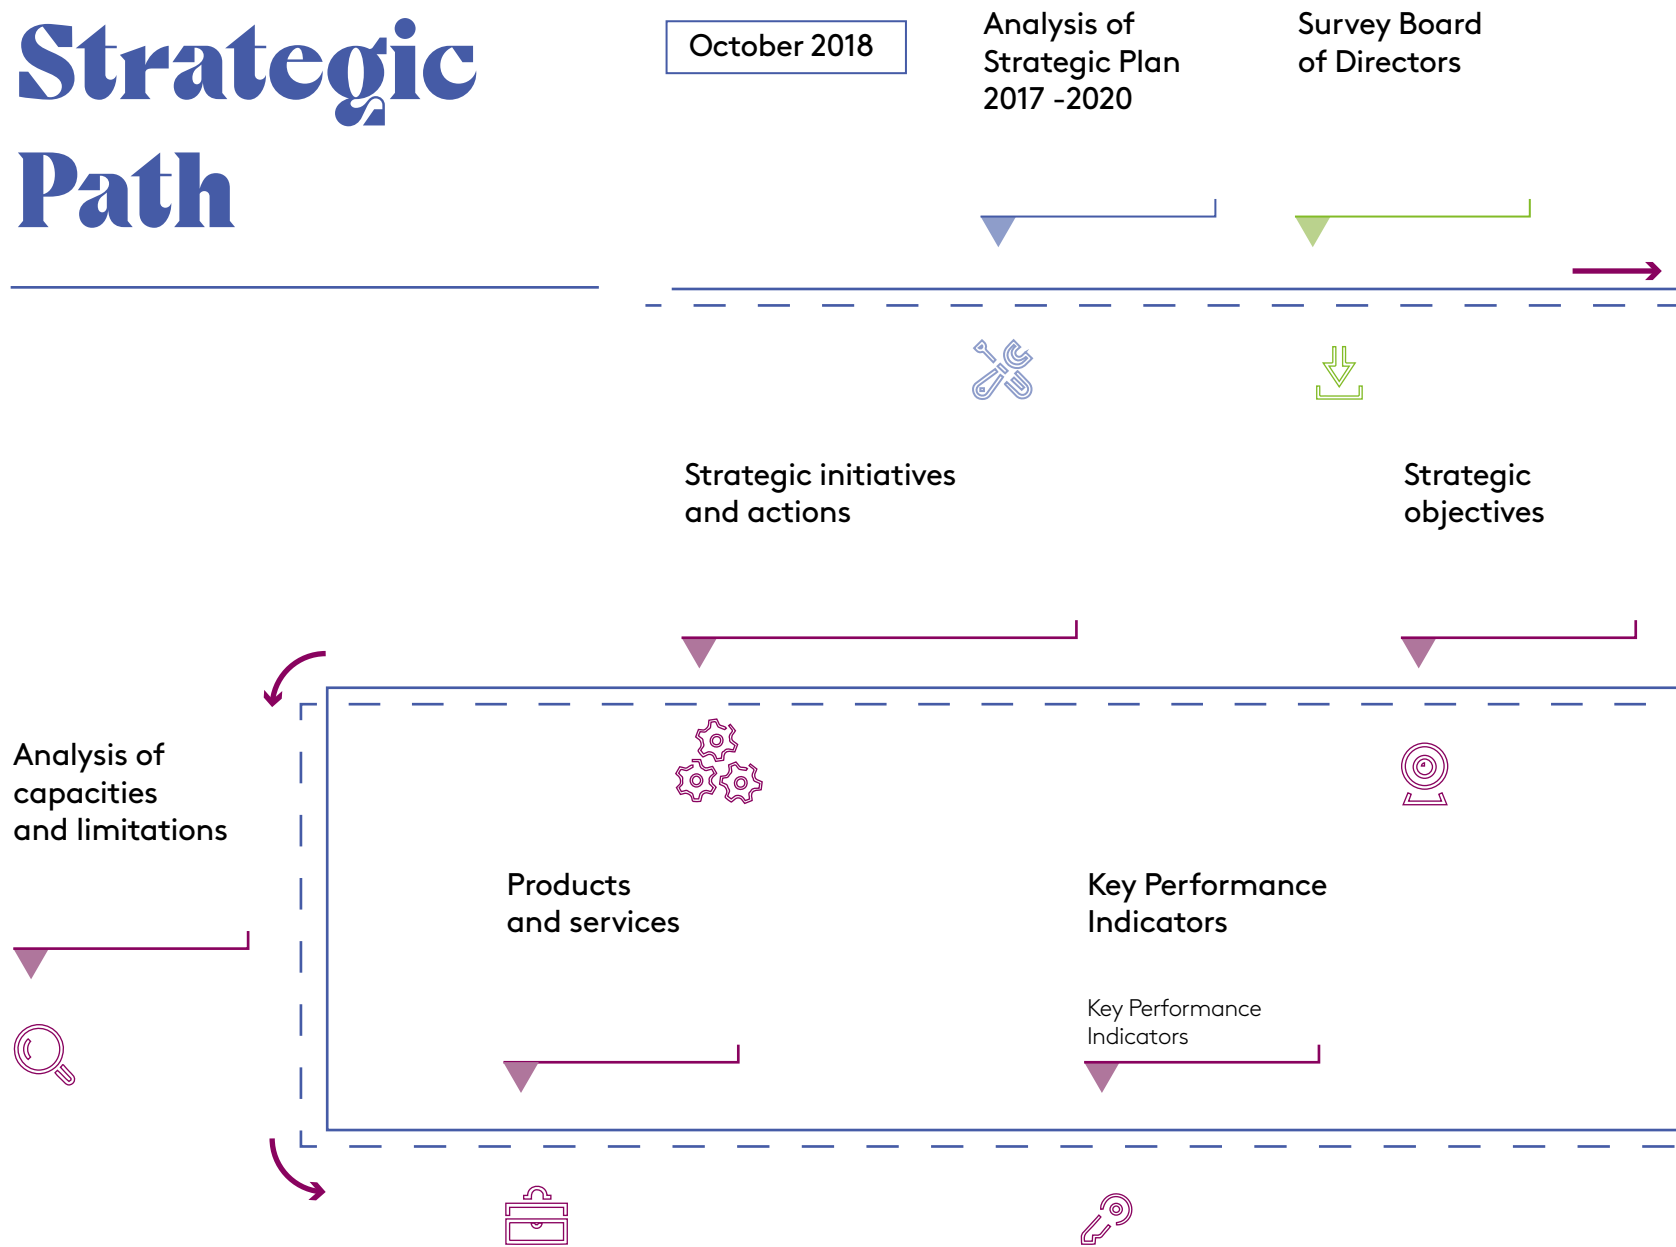 Strategic
Path
October 2018
Analysis of
Strategic Plan
2017 -2020
Survey Board
of Directors
Strategic initiatives
and actions
Strategic
objectives
Analysis of
capacities
and limitations
Products
and services
Key Performance
Indicators
Key Performance
Indicators